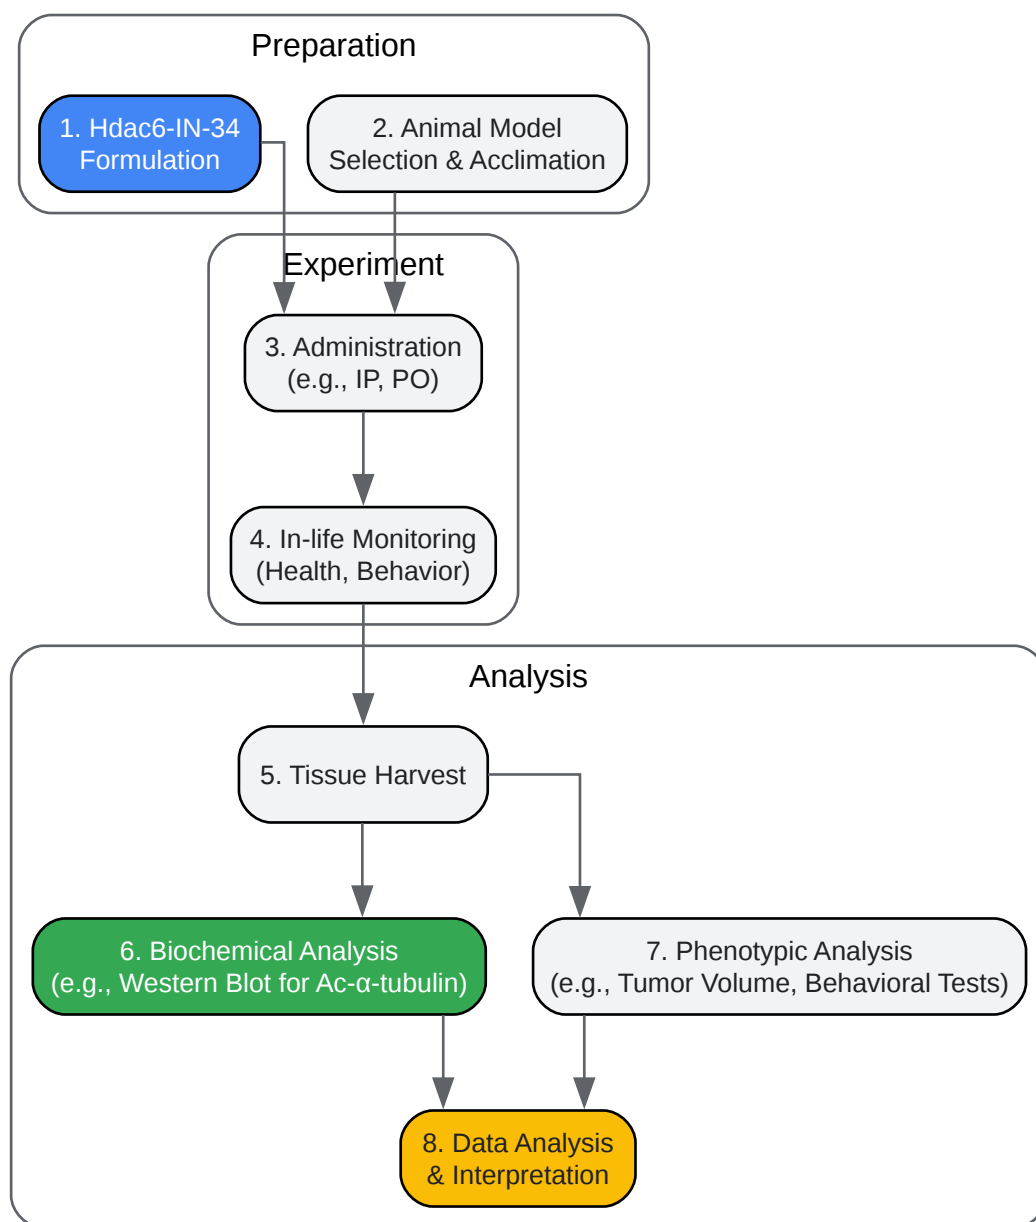 Preparation
1. Hdac6-IN-34
Formulation
2. Animal Model
Selection & Acclimation
Experiment
3. Administration
(e.g., IP, PO)
4. In-life Monitoring
(Health, Behavior)
Analysis
5. Tissue Harvest
6. Biochemical Analysis
(e.g., Western Blot for Ac-α-tubulin)
7. Phenotypic Analysis
(e.g., Tumor Volume, Behavioral Tests)
8. Data Analysis
& Interpretation